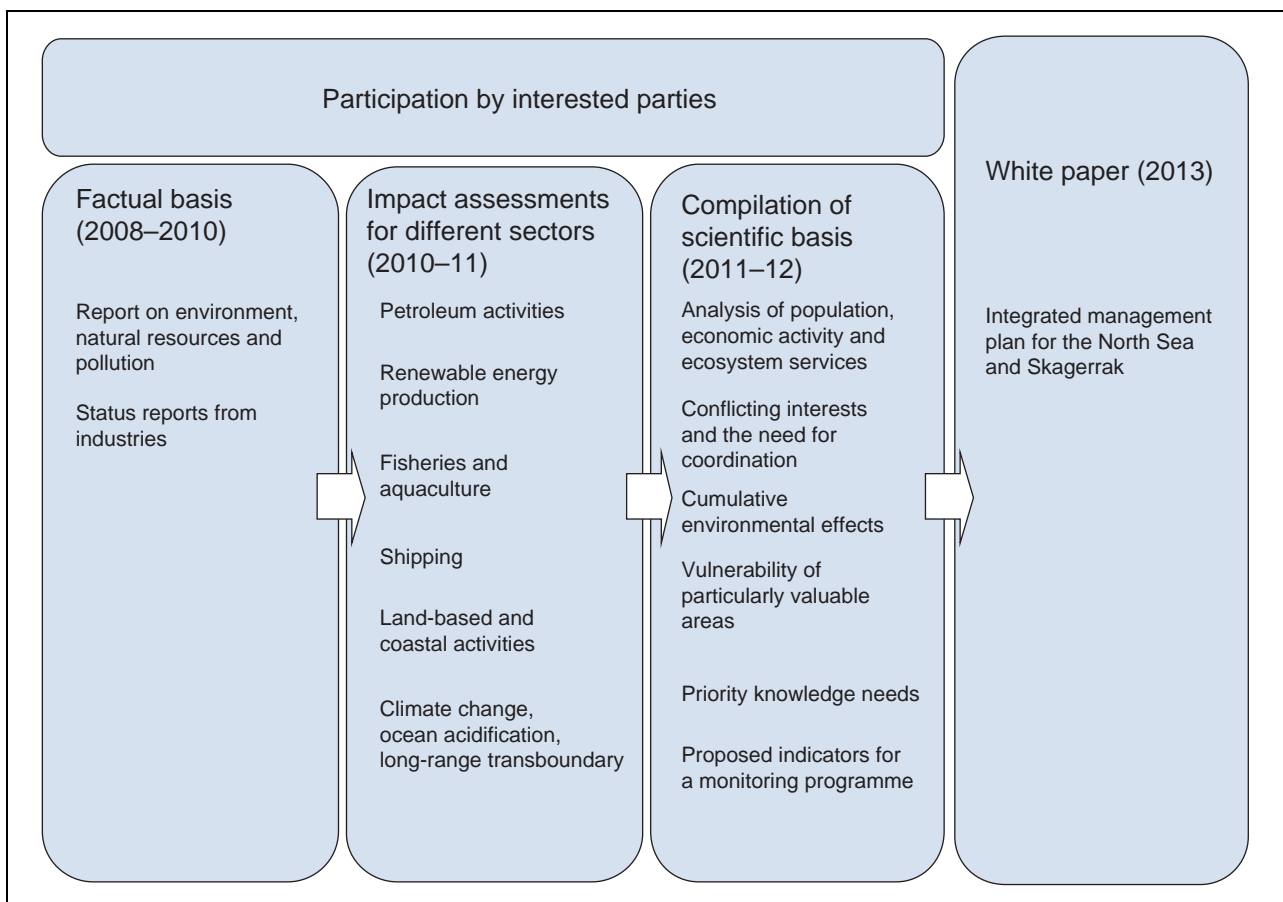 Participation by interested parties
Factual basis
(2008–2010)
Report on environment,
natural resources and
pollution
Status reports from
industries
Impact assessments
for different sectors
(2010–11)
Petroleum activities
Renewable energy
production
Fisheries and
aquaculture
Shipping
Land-based and
coastal activities
Climate change,
ocean acidification,
long-range transboundary
Compilation of
scientific basis
(2011–12)
Analysis of population,
economic activity and
ecosystem services
Conflicting interests
and the need for
coordination
Cumulative
environmental effects
Vulnerability of
particularly valuable
areas
Priority knowledge needs
Proposed indicators for
a monitoring programme
White paper (2013)
Integrated management
plan for the North Sea
and Skagerrak